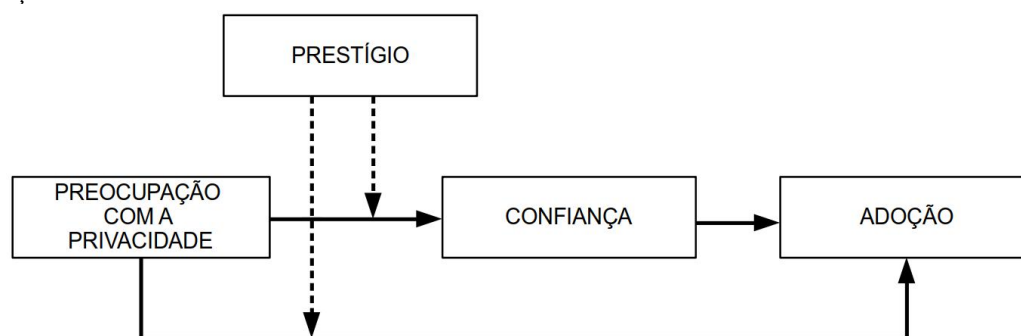 PRESTÍGIO
PREOCUPAÇÃO
COM A
PRIVACIDADE
CONFIANÇA
ADOÇÃO